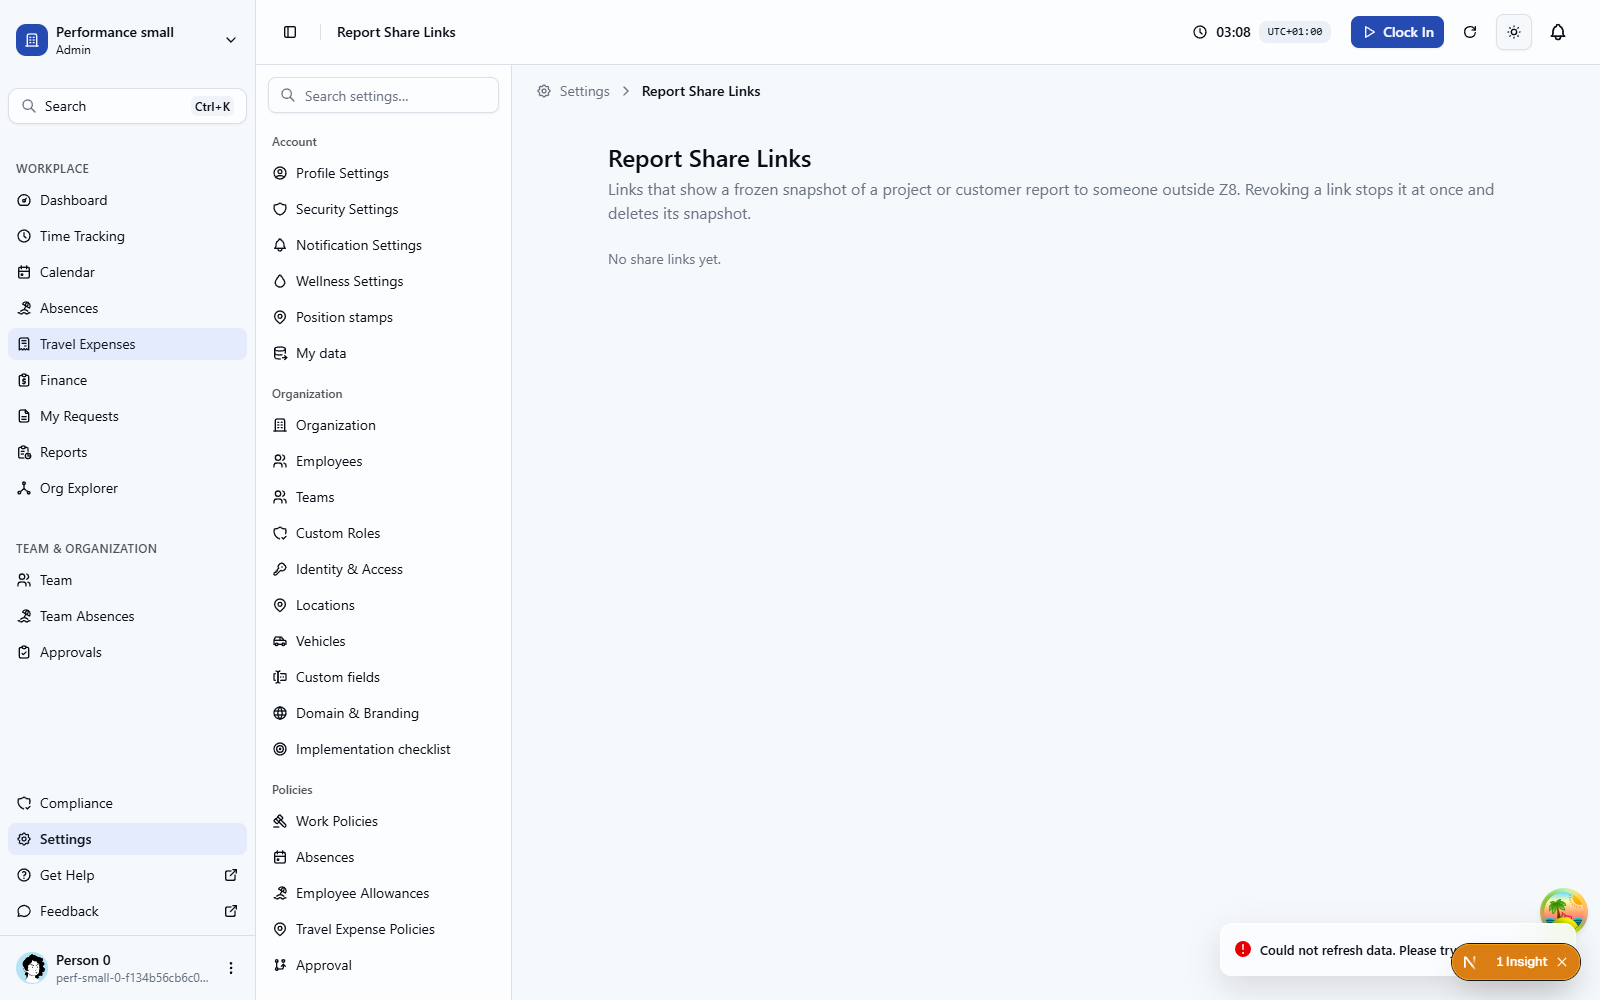 Performance small
Admin
Search
Ctrl+K
WORKPLACE
Dashboard
Time Tracking
Calendar
Absences
Travel Expenses
Finance
My Requests
Reports
Org Explorer
TEAM & ORGANIZATION
Team
Team Absences
Approvals
Compliance
Settings
Get Help
Feedback
Person 0
perf-small-0-f134b56cb6c0...
Report Share Links
03:08
UTC+01:00
Clock In
Search settings...
Account
Profile Settings
Security Settings
Notification Settings
Wellness Settings
Position stamps
My data
Organization
Organization
Employees
Teams
Custom Roles
Identity & Access
Locations
Vehicles
Custom fields
Domain & Branding
Implementation checklist
Policies
Work Policies
Absences
Employee Allowances
Travel Expense Policies
Approval
Settings
Report Share Links
Report Share Links
Links that show a frozen snapshot of a project or customer report to someone outside Z8. Revoking a link stops it at once and
deletes its snapshot.
No share links yet.
Could not refresh data. Please try
1 Insight